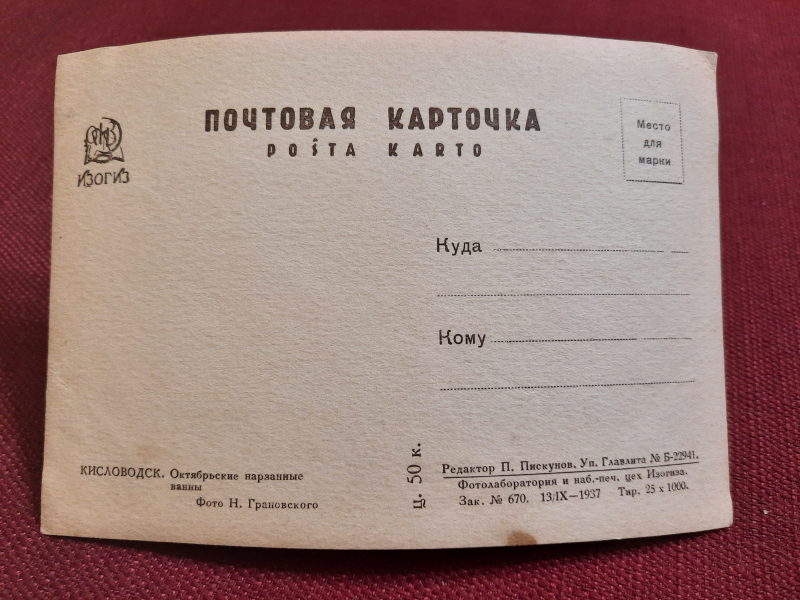 ИЗОГИЗ
ПОЧТОВАЯ КАРТОЧКА
POŜTA KARTO
Место
для
марки
Куда
Кому
КИСЛОВОДСК. Октябрьские нарзанные
ванны
Фото Н. Грановского
ц. 50 к.
Редактор П. Пискунов. Уп. Главлита № Б-22941.
Фотолаборатория и наб.-печ. цех Изогиза.
Зак. № 670. 13/IX—1937 Тир. 25 x 1000.